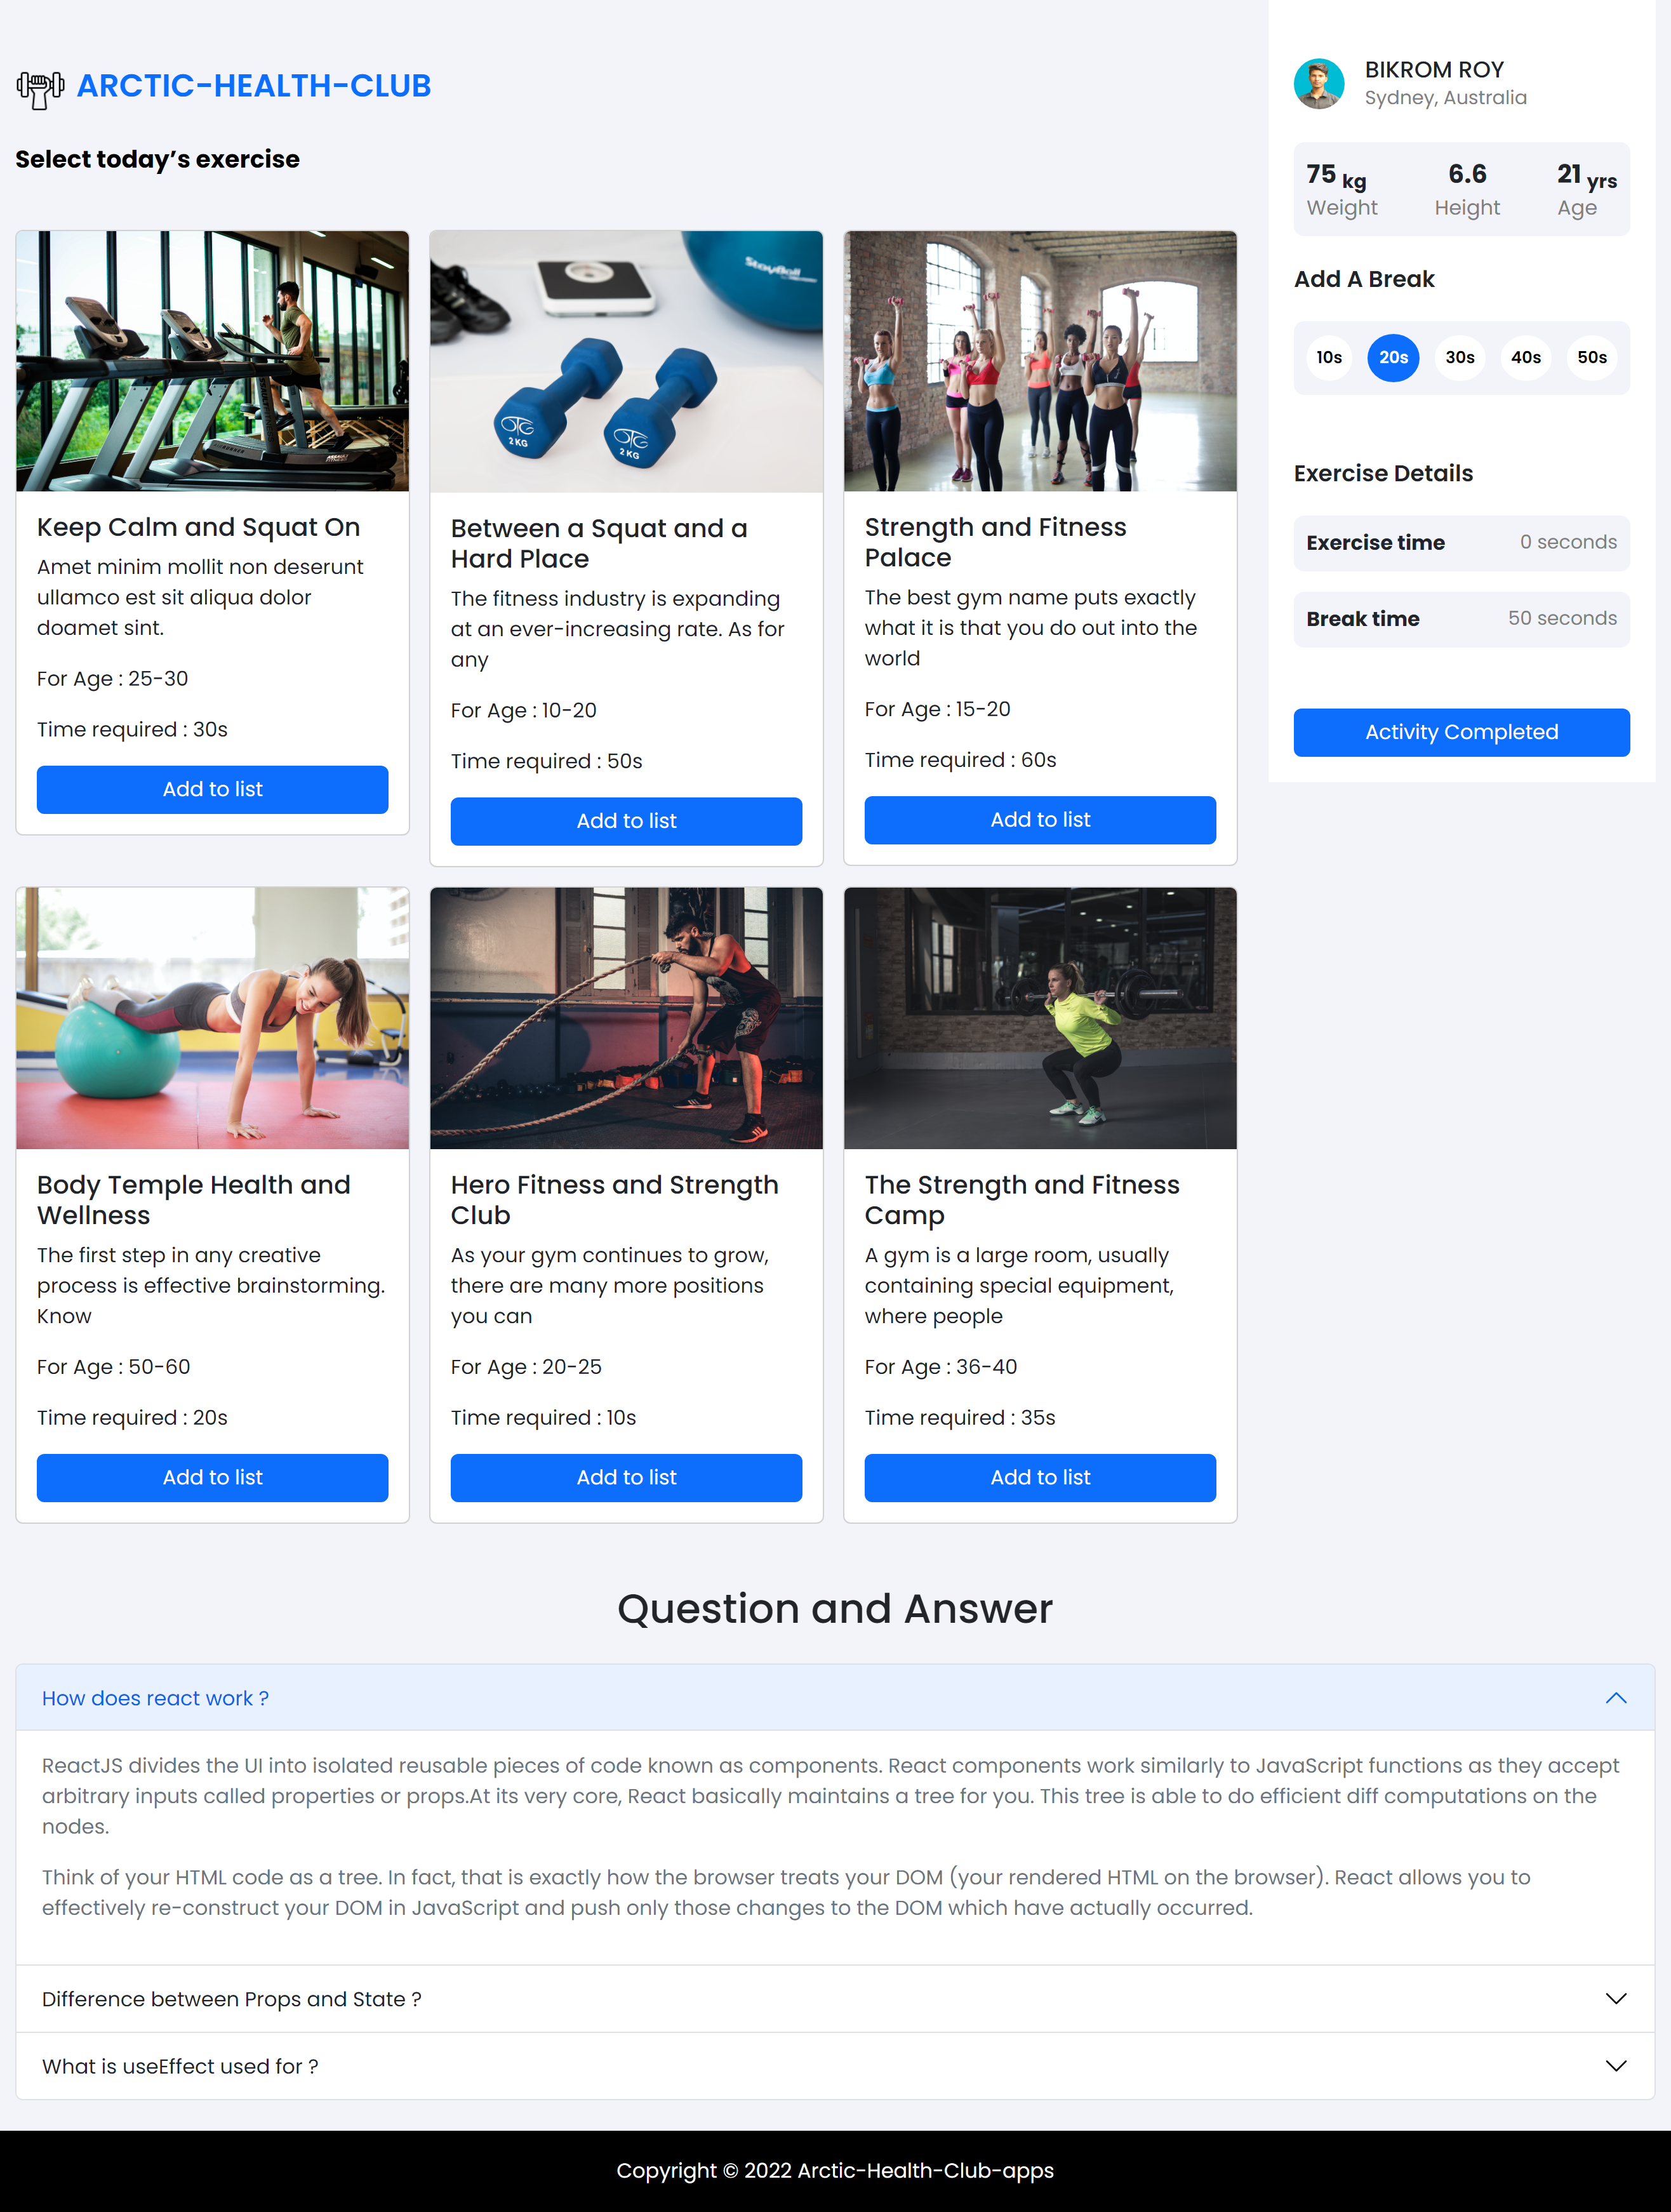 ARCTIC-HEALTH-CLUB
Select today’s exercise
Keep Calm and Squat On
Amet minim mollit non deserunt
ullamco est sit aliqua dolor
doamet sint.
For Age : 25-30
Time required : 30s
Add to list
StayBall
2 KG
2 KG
Between a Squat and a
Hard Place
The fitness industry is expanding
at an ever-increasing rate. As for
any
For Age : 10-20
Time required : 50s
Add to list
Strength and Fitness
Palace
The best gym name puts exactly
what it is that you do out into the
world
For Age : 15-20
Time required : 60s
Add to list
Body Temple Health and
Wellness
The first step in any creative
process is effective brainstorming.
Know
For Age : 50-60
Time required : 20s
Add to list
Hero Fitness and Strength
Club
As your gym continues to grow,
there are many more positions
you can
For Age : 20-25
Time required : 10s
Add to list
The Strength and Fitness
Camp
A gym is a large room, usually
containing special equipment,
where people
For Age : 36-40
Time required : 35s
Add to list
BIKROM ROY
Sydney, Australia
75 kg 6.6 21 yrs
Weight Height Age
Add A Break
10s 20s 30s 40s 50s
Exercise Details
Exercise time 0 seconds
Break time 50 seconds
Activity Completed
Question and Answer
How does react work ?
ReactJS divides the UI into isolated reusable pieces of code known as components. React components work similarly to JavaScript functions as they accept
arbitrary inputs called properties or props.At its very core, React basically maintains a tree for you. This tree is able to do efficient diff computations on the
nodes.
Think of your HTML code as a tree. In fact, that is exactly how the browser treats your DOM (your rendered HTML on the browser). React allows you to
effectively re-construct your DOM in JavaScript and push only those changes to the DOM which have actually occurred.
Difference between Props and State ?
What is useEffect used for ?
Copyright © 2022 Arctic-Health-Club-apps